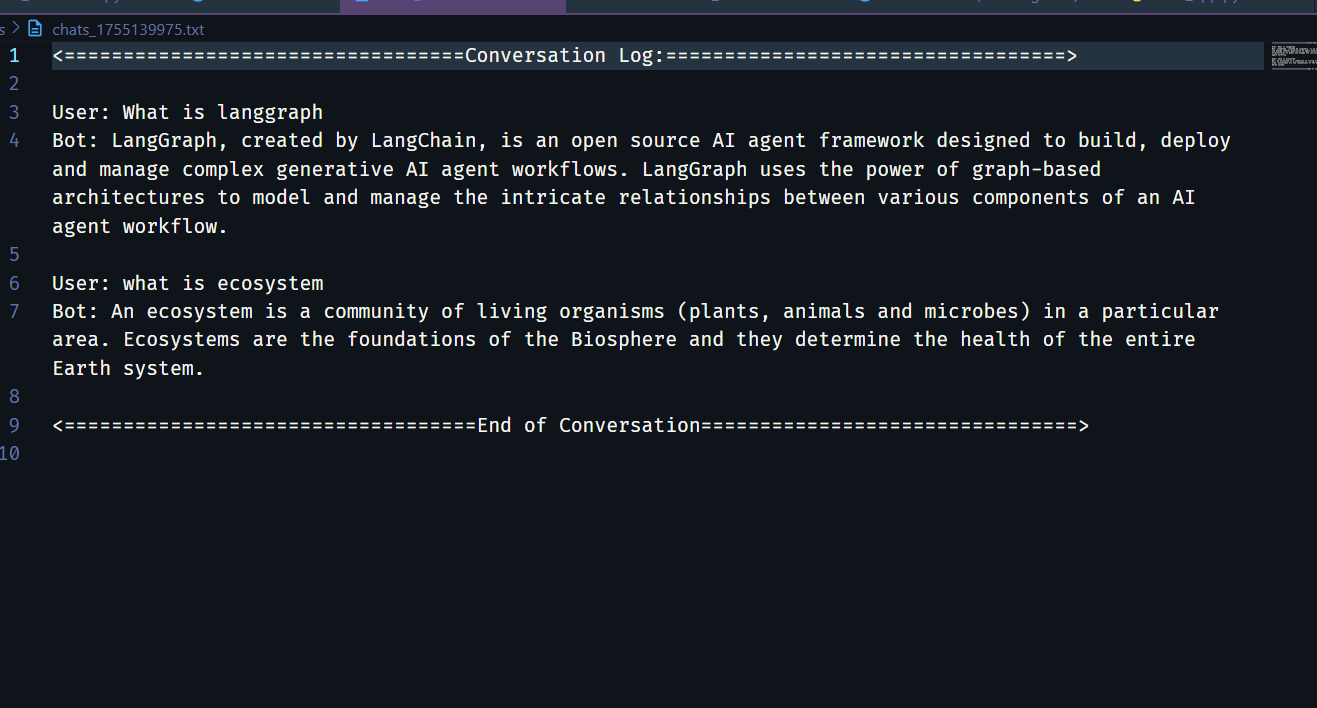 chats_1755139975.txt
1 <==================================Conversation Log:==================================>
2
3 User: What is langgraph
4 Bot: LangGraph, created by LangChain, is an open source AI agent framework designed to build, deploy
and manage complex generative AI agent workflows. LangGraph uses the power of graph-based
architectures to model and manage the intricate relationships between various components of an AI
agent workflow.
5
6 User: what is ecosystem
7 Bot: An ecosystem is a community of living organisms (plants, animals and microbes) in a particular
area. Ecosystems are the foundations of the Biosphere and they determine the health of the entire
Earth system.
8
9 <===================================End of Conversation================================>
10